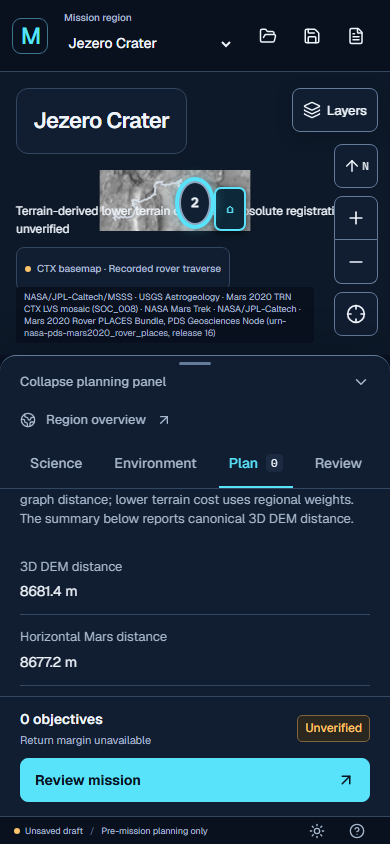 M
Mission region
Jezero Crater
Jezero Crater
Layers
N
Terrain-derived lower terrain
2
solute registrati
unverified
CTX basemap · Recorded rover traverse
NASA/JPL-Caltech/MSSS · USGS Astrogeology · Mars 2020 TRN
CTX LVS mosaic (SOC_008) · NASA Mars Trek · NASA/JPL-Caltech ·
Mars 2020 Rover PLACES Bundle, PDS Geosciences Node (urn-
nasa-pds-mars2020_rover_places, release 16)
Collapse planning panel
Region overview
Science Environment Plan 0 Review
graph distance; lower terrain cost uses regional weights.
The summary below reports canonical 3D DEM distance.
3D DEM distance
8681.4 m
Horizontal Mars distance
8677.2 m
0 objectives
Unverified
Return margin unavailable
Review mission
Unsaved draft / Pre-mission planning only